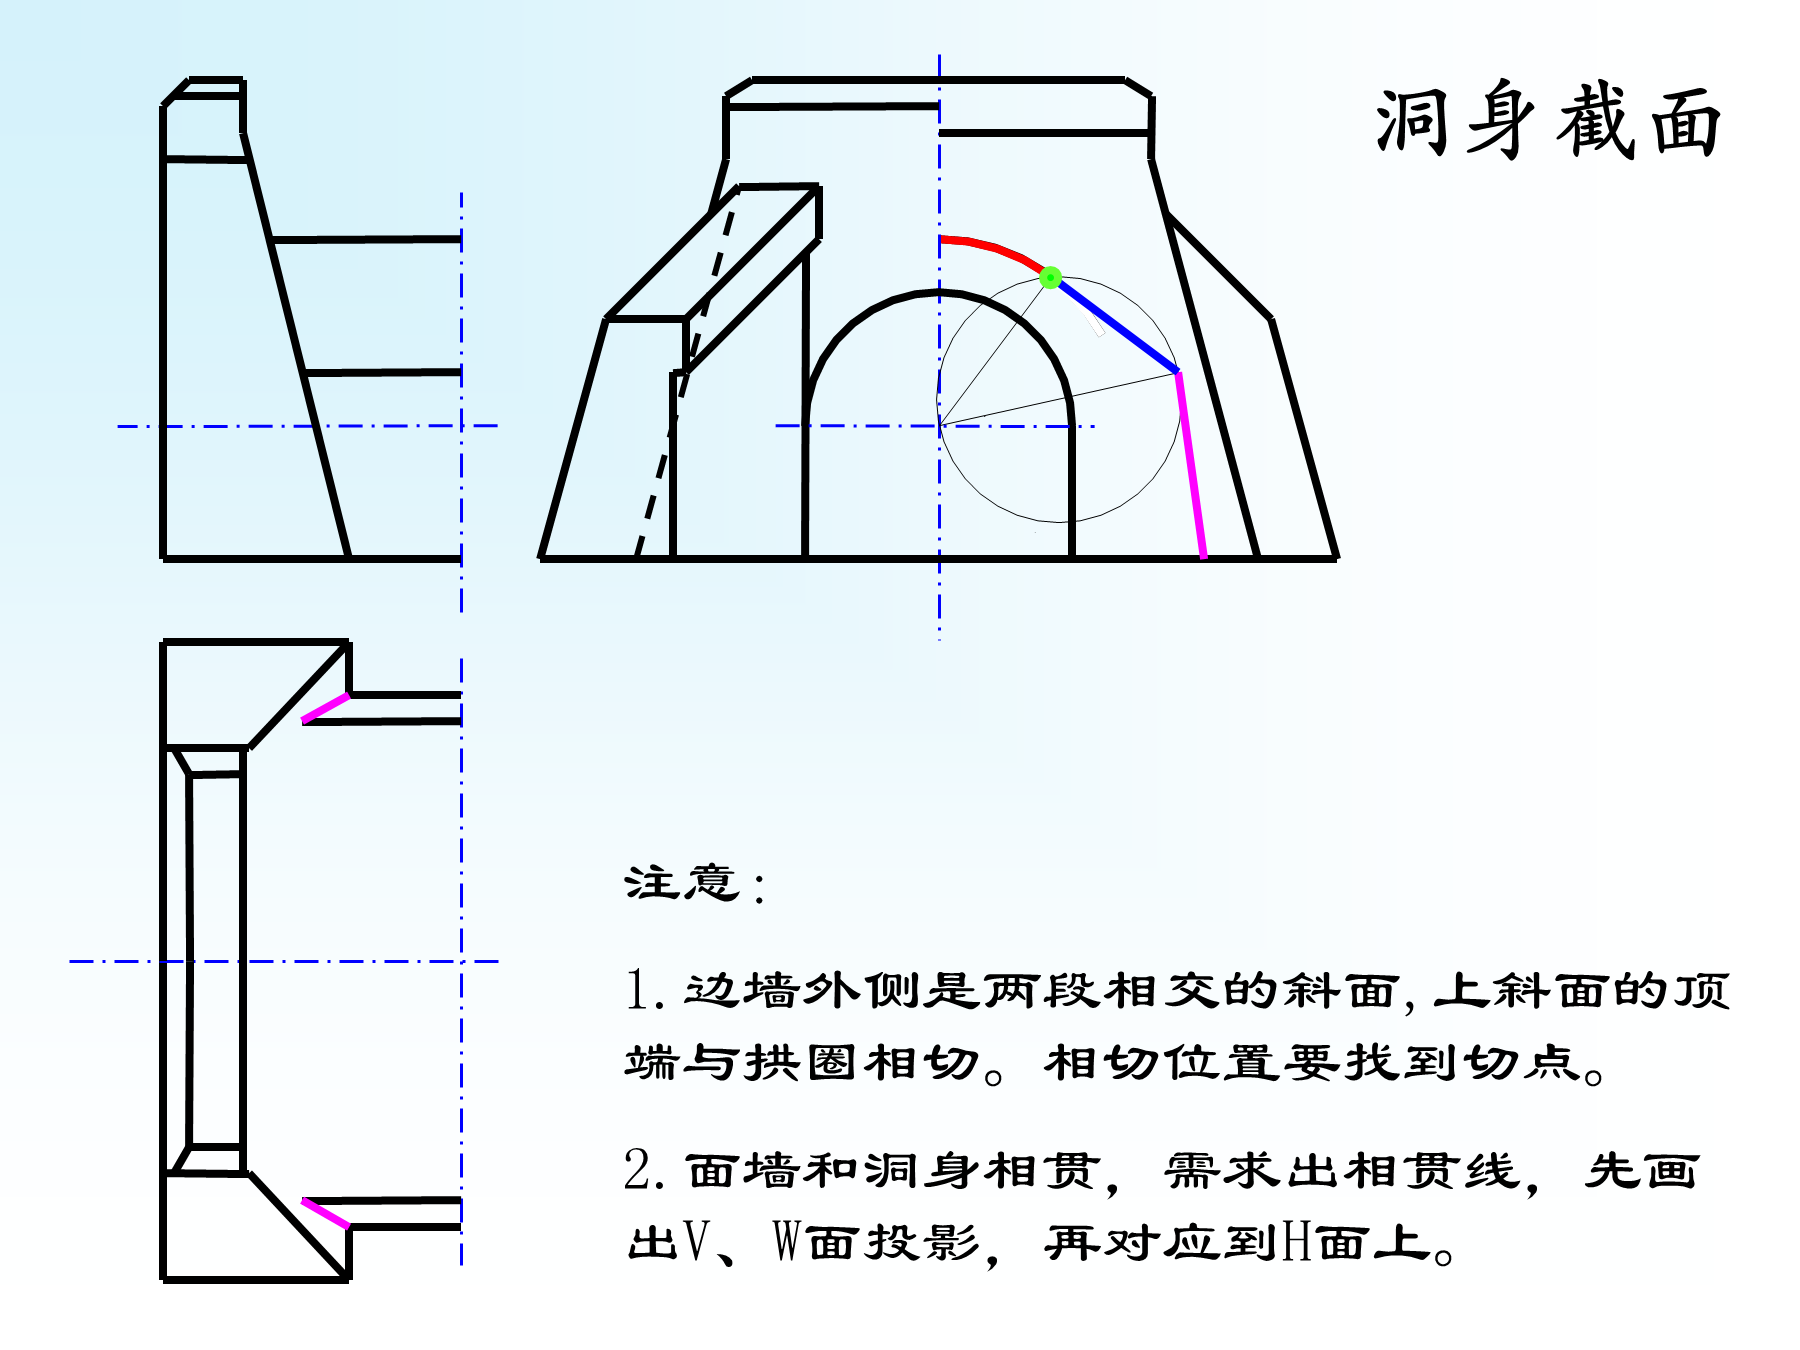 洞身截面
注意:
1.边墙外侧是两段相交的斜面,上斜面的顶
端与拱圈相切。相切位置要找到切点。
2.面墙和洞身相贯，需求出相贯线，先画
出V、W面投影，再对应到H面上。